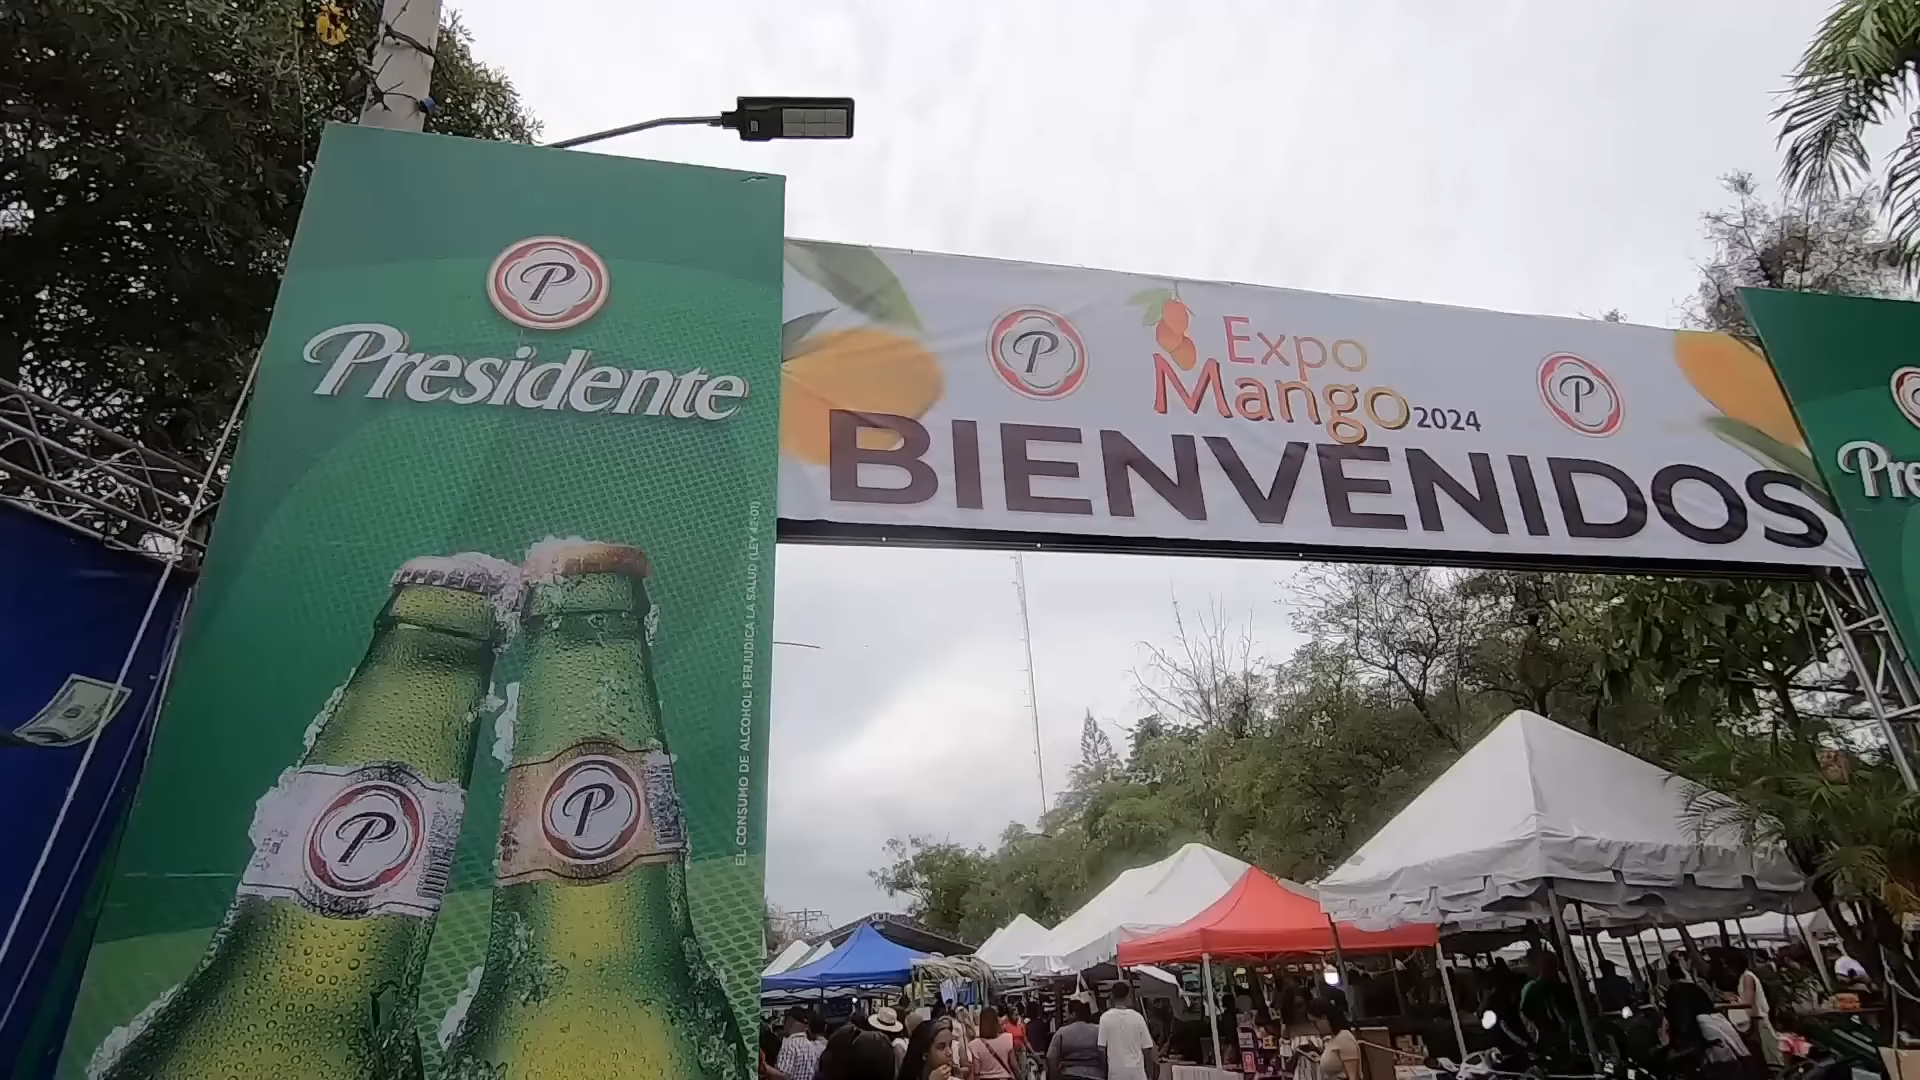 P
Presidente
EL CONSUMO DE ALCOHOL PERJUDICA LA SALUD (LEY 42-01)
P
P
P
Expo
Mango 2024
P
BIENVENIDOS
Pre